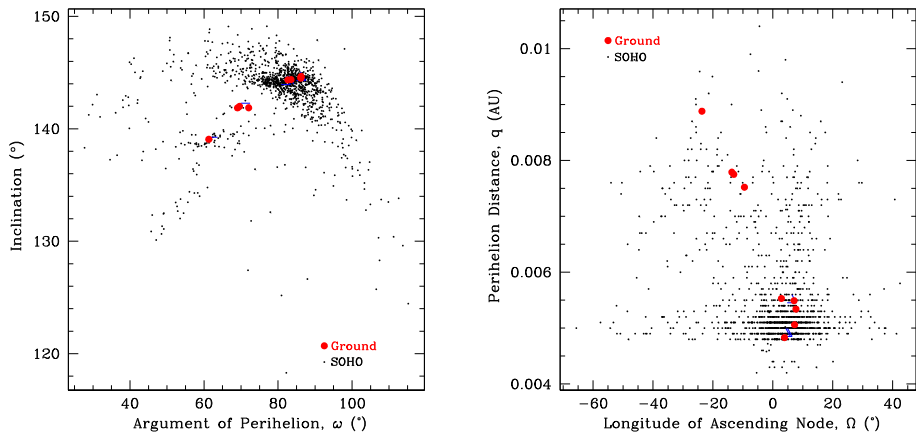 150
140
130
120
Inclination (°)
40
60
80
100
Argument of Perihelion, ω (°)
Ground
SOHO
0.01
0.008
0.006
0.004
Perihelion Distance, q (AU)
Ground
SOHO
−60
−40
−20
0
20
40
Longitude of Ascending Node, Ω (°)